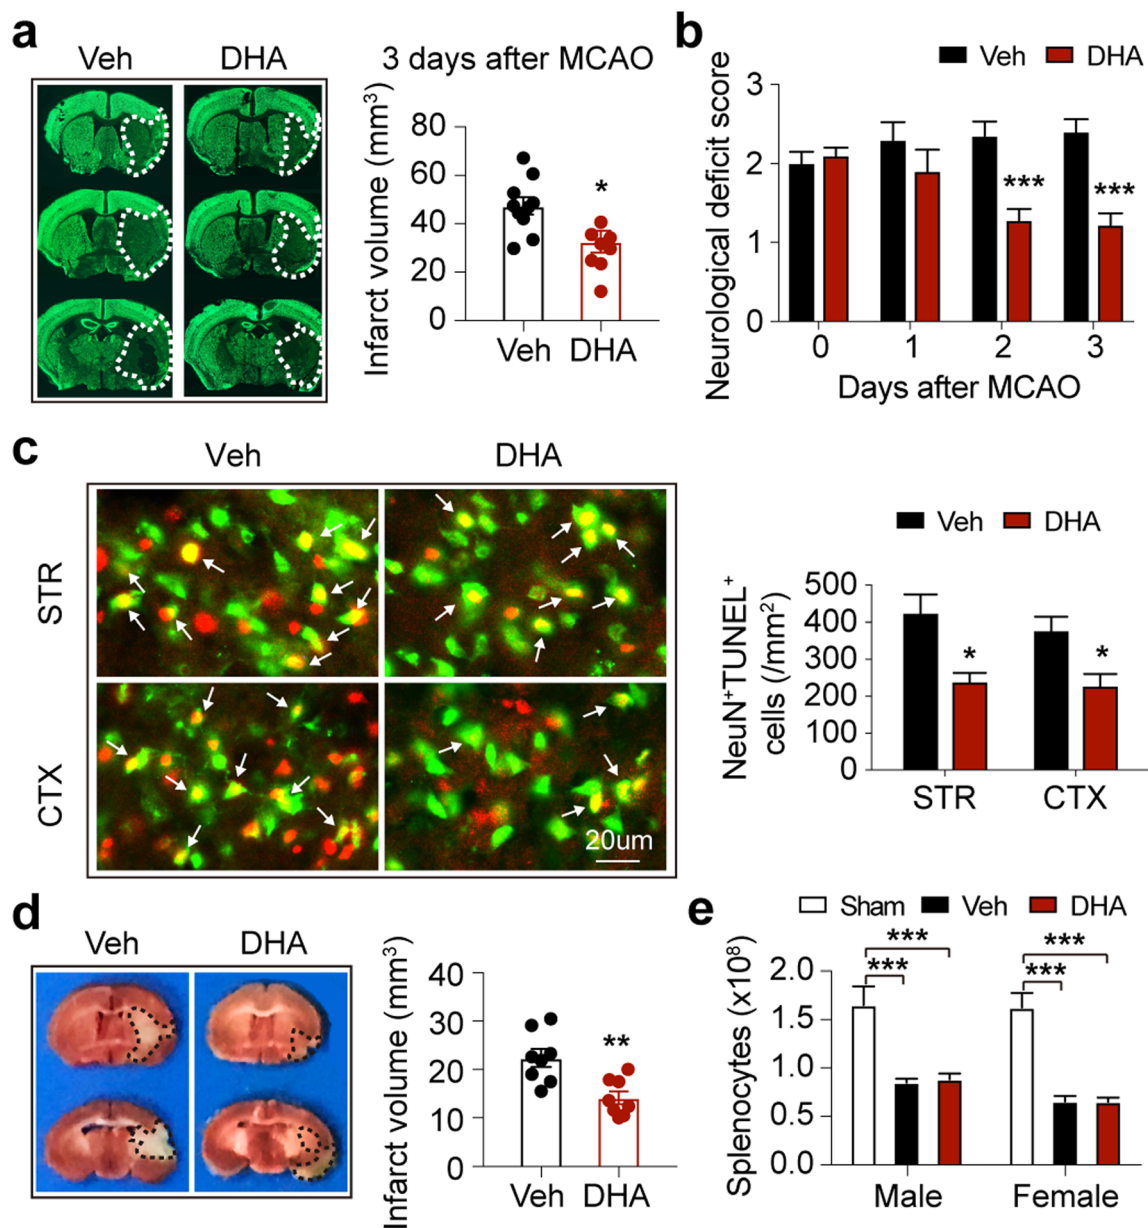 a
Veh DHA
3 days after MCAO
Infarct volume (mm³)
80
60
40
20
0
*
Veh DHA
b
Veh DHA
Neurological deficit score
3
2
1
0
***
***
0 1 2 3
Days after MCAO
c
Veh DHA
STR
CTX
20um
Veh DHA
NeuN⁺TUNEL⁺
cells (/mm²)
500
400
300
200
100
0
*
*
STR CTX
d
Veh DHA
Infarct volume (mm³)
40
30
20
10
0
**
Veh DHA
e
Sham Veh DHA
Splenocytes (x10⁸)
2.0
1.5
1.0
0.5
0.0
***
***
***
***
Male Female